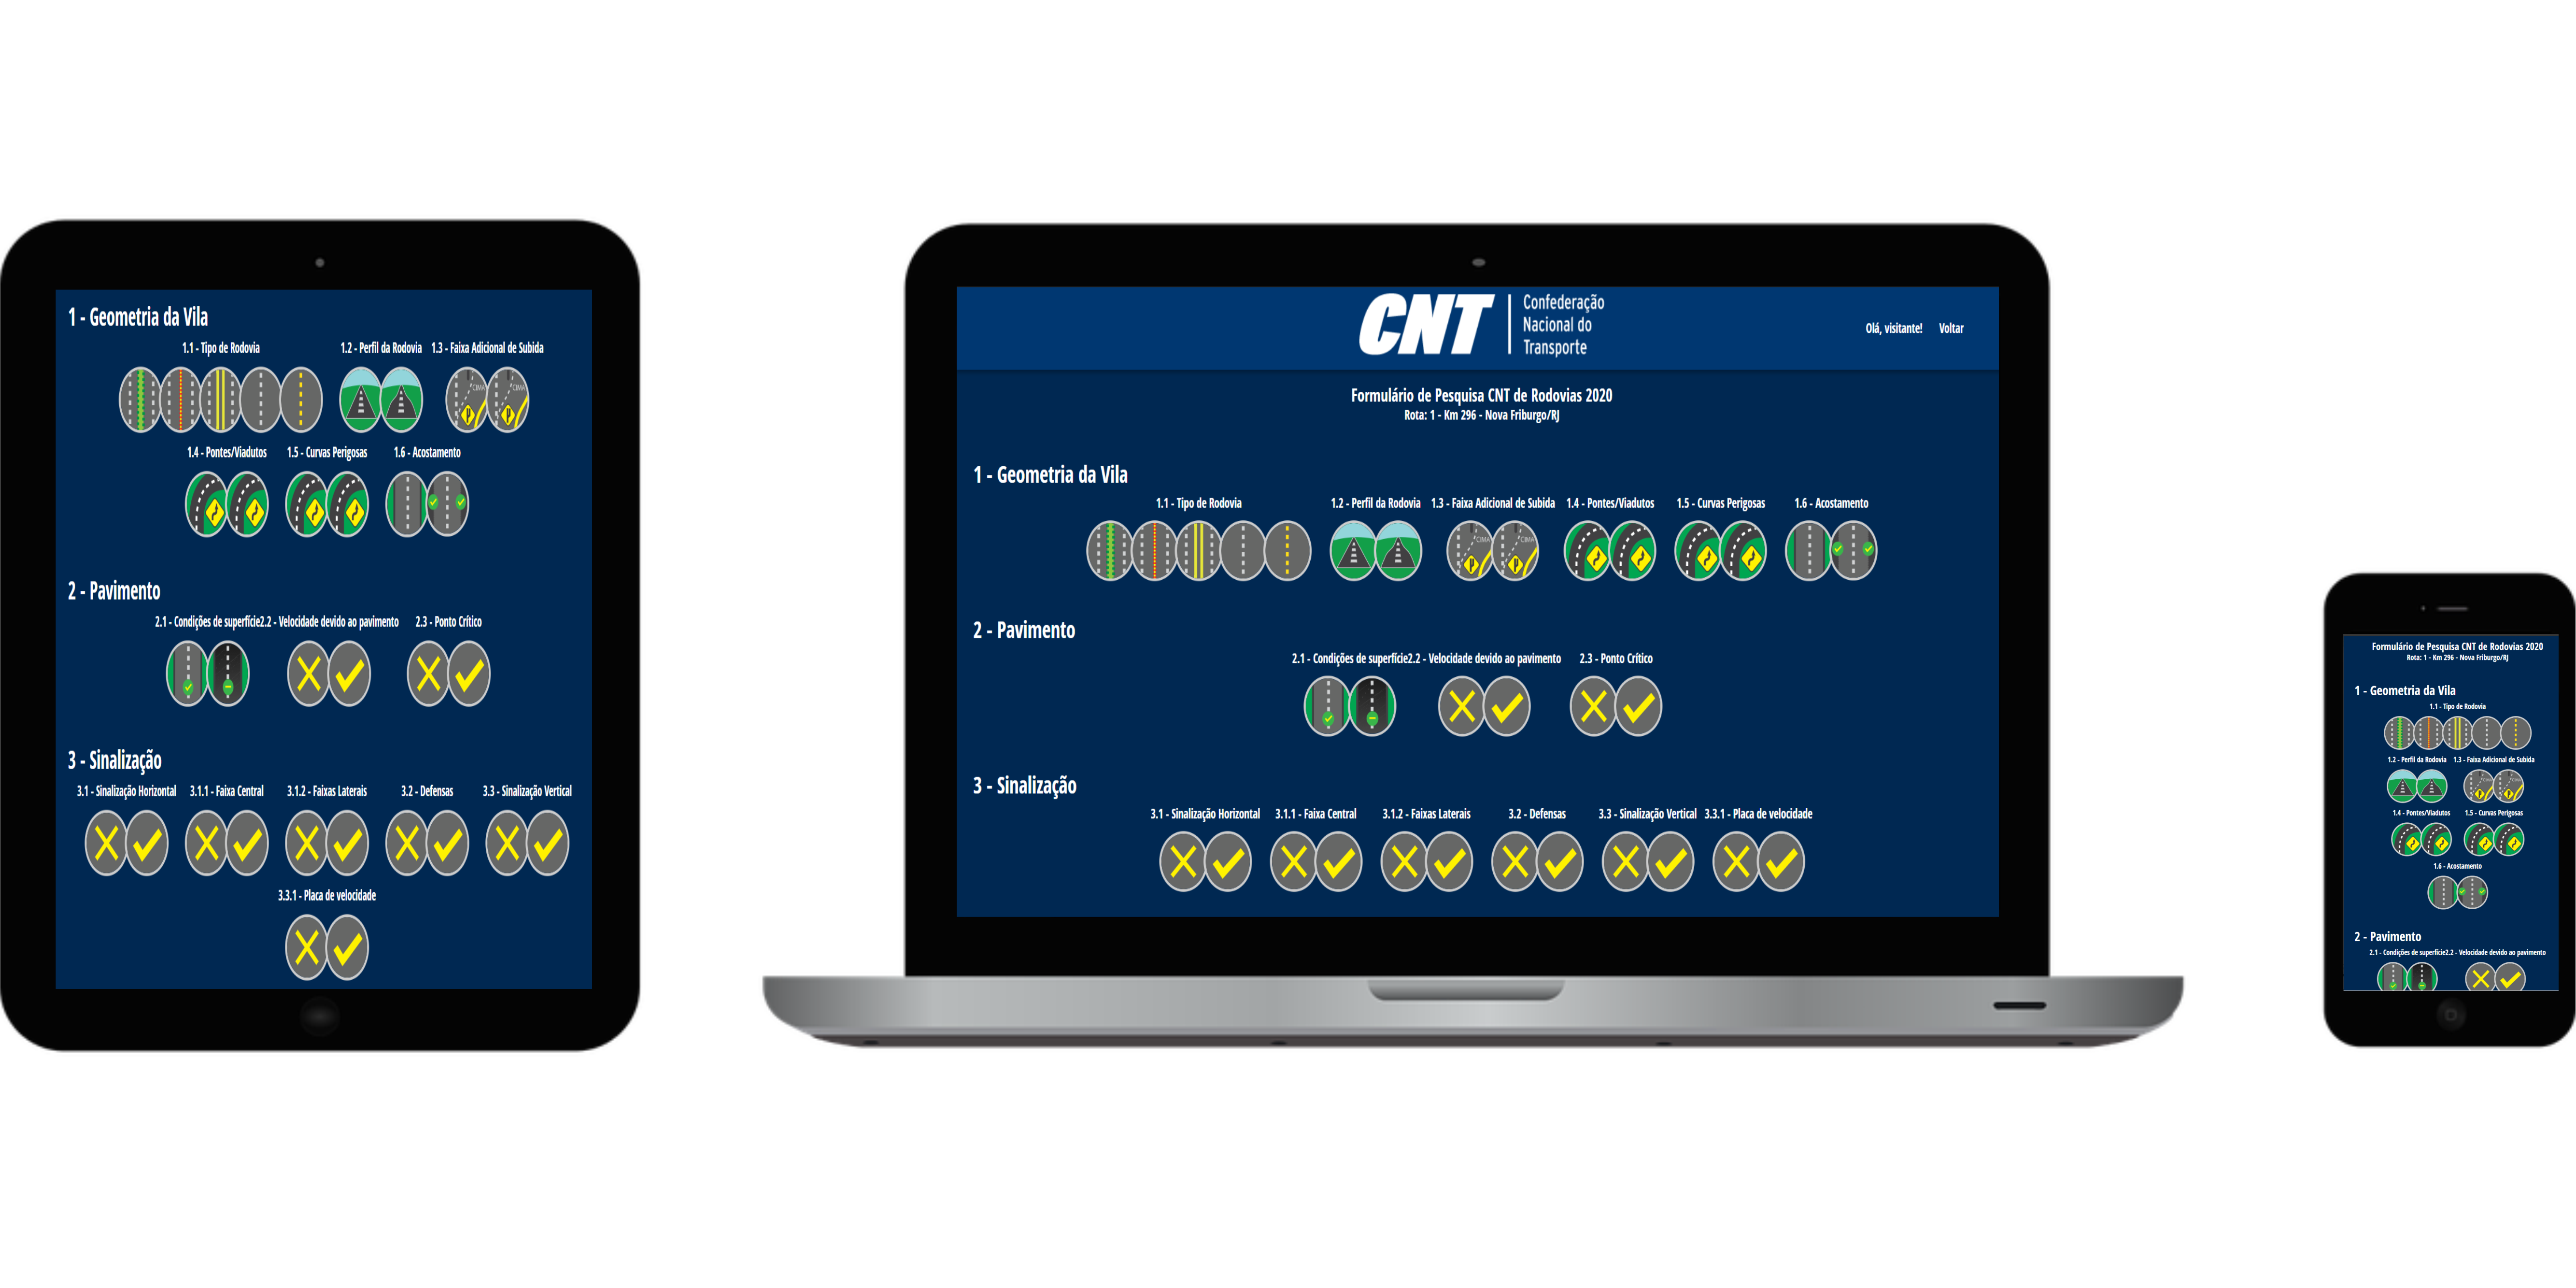 1 - Geometria da Vila
1.1 - Tipo de Rodovia
1.2 - Perfil da Rodovia
1.3 - Faixa Adicional de Subida
CIMA
CIMA
1.4 - Pontes/Viadutos
1.5 - Curvas Perigosas
1.6 - Acostamento
2 - Pavimento
2.1 - Condições de superfície2.2 - Velocidade devido ao pavimento
2.3 - Ponto Crítico
3 - Sinalização
3.1 - Sinalização Horizontal
3.1.1 - Faixa Central
3.1.2 - Faixas Laterais
3.2 - Defensas
3.3 - Sinalização Vertical
3.3.1 - Placa de velocidade
CNT
Confederação
Nacional do
Transporte
Olá, visitante!
Voltar
Formulário de Pesquisa CNT de Rodovias 2020
Rota: 1 - Km 296 - Nova Friburgo/RJ
1 - Geometria da Vila
1.1 - Tipo de Rodovia
1.2 - Perfil da Rodovia
1.3 - Faixa Adicional de Subida
1.4 - Pontes/Viadutos
1.5 - Curvas Perigosas
1.6 - Acostamento
CIMA
CIMA
2 - Pavimento
2.1 - Condições de superfície2.2 - Velocidade devido ao pavimento
2.3 - Ponto Crítico
3 - Sinalização
3.1 - Sinalização Horizontal
3.1.1 - Faixa Central
3.1.2 - Faixas Laterais
3.2 - Defensas
3.3 - Sinalização Vertical
3.3.1 - Placa de velocidade
Formulário de Pesquisa CNT de Rodovias 2020
Rota: 1 - Km 296 - Nova Friburgo/RJ
1 - Geometria da Vila
1.1 - Tipo de Rodovia
1.2 - Perfil da Rodovia
1.3 - Faixa Adicional de Subida
1.4 - Pontes/Viadutos
1.5 - Curvas Perigosas
1.6 - Acostamento
2 - Pavimento
2.1 - Condições de superfície2.2 - Velocidade devido ao pavimento